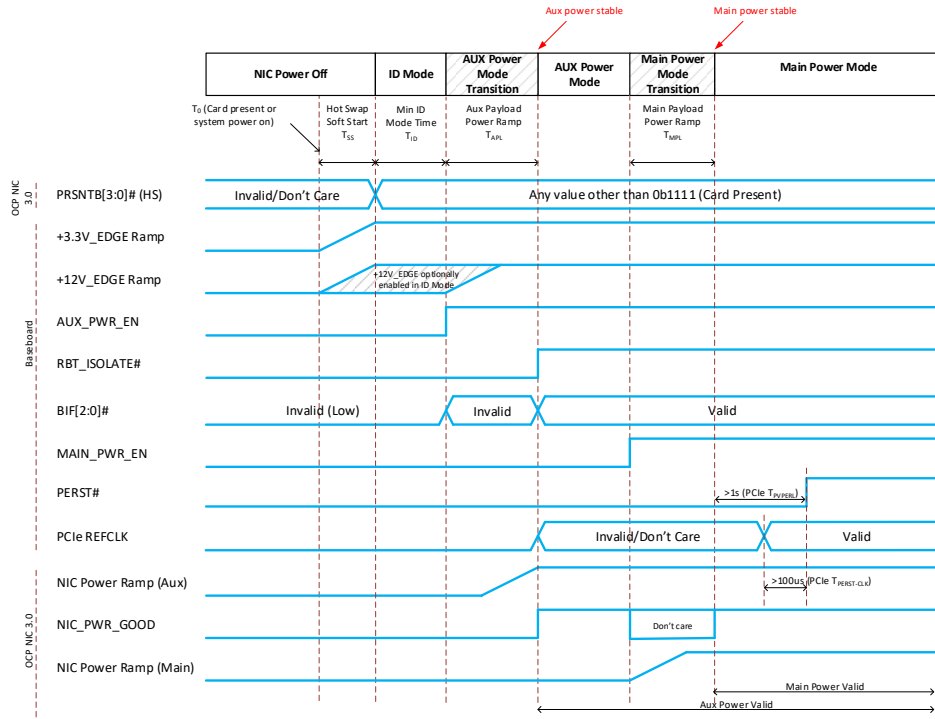 Aux power stable
Main power stable
NIC Power Off
ID Mode
AUX Power
Mode
Transition
AUX Power
Mode
Main Power
Mode
Transition
Main Power Mode
T0 (Card present or
system power on)
Hot Swap
Soft Start
TSS
Min ID
Mode Time
TID
Aux Payload
Power Ramp
TAPL
Main Payload
Power Ramp
TMPL
OCP NIC
3.0
PRSNTB[3:0]# (HS)
Invalid/Don't Care
Any value other than 0b1111 (Card Present)
Baseboard
+3.3V_EDGE Ramp
+12V_EDGE Ramp
+12V_EDGE optionally
enabled in ID Mode
AUX_PWR_EN
RBT_ISOLATE#
BIF[2:0]#
Invalid (Low)
Invalid
Valid
MAIN_PWR_EN
PERST#
>1s (PCIe TPVPERL)
PCIe REFCLK
Invalid/Don't Care
Valid
OCP NIC 3.0
NIC Power Ramp (Aux)
>100us (PCIe TPERST-CLK)
NIC_PWR_GOOD
Don't care
NIC Power Ramp (Main)
Main Power Valid
Aux Power Valid